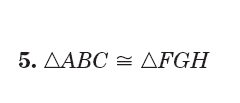 5. △ABC ≅ △FGH